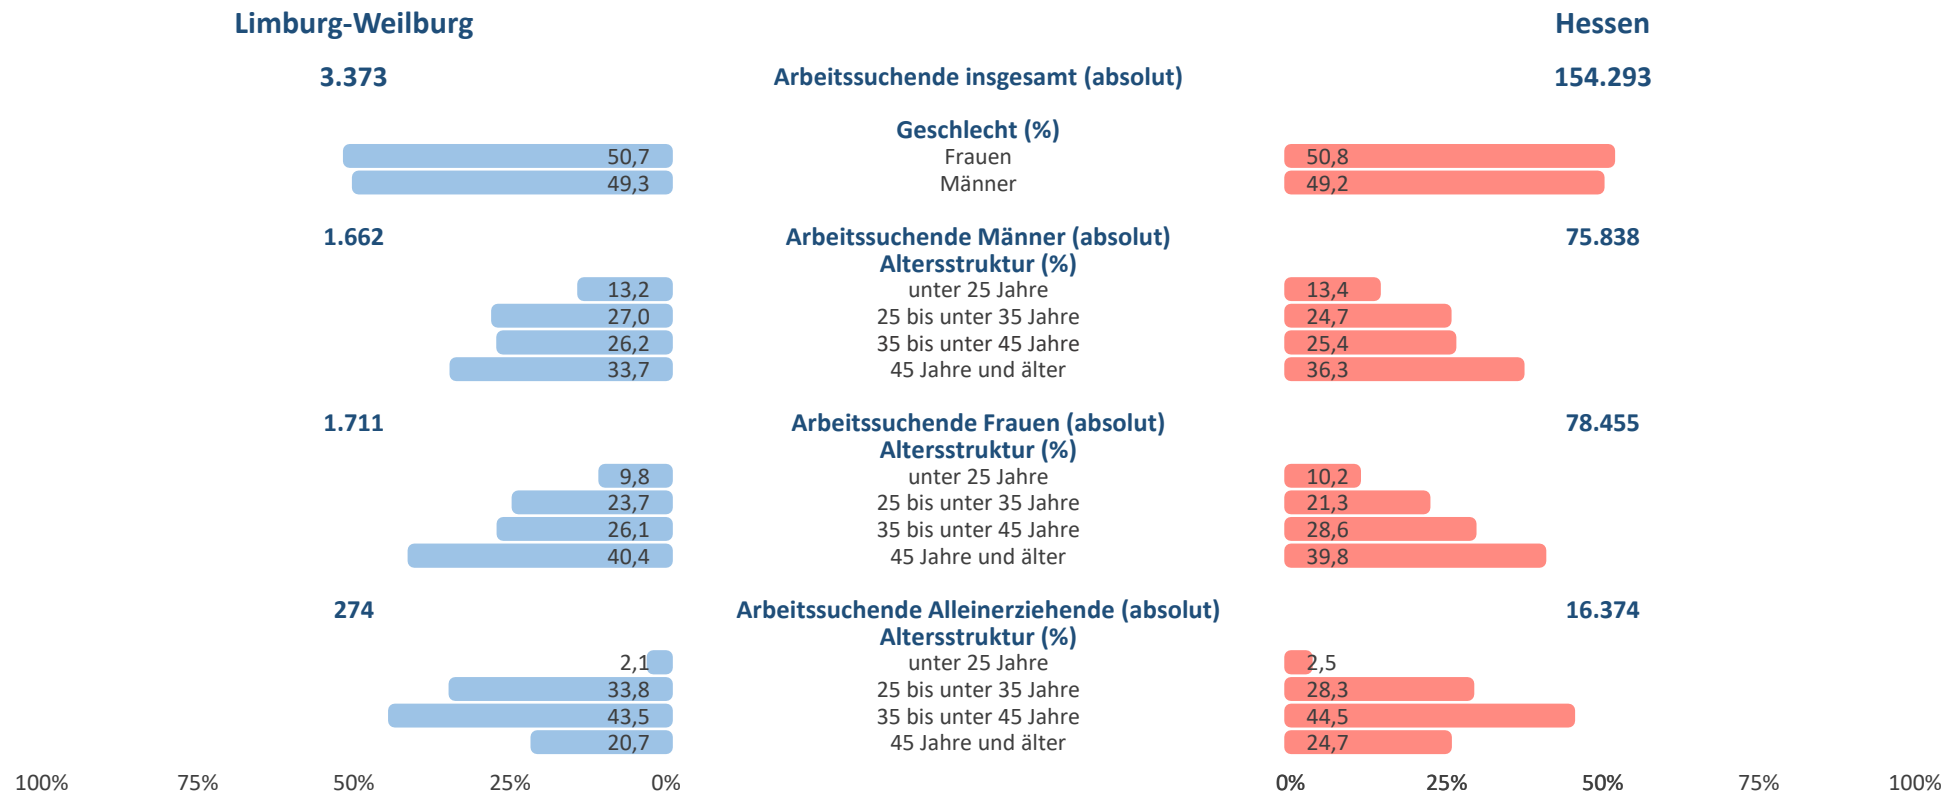 Limburg-Weilburg Hessen
3.373 Arbeitssuchende insgesamt (absolut) 154.293
Geschlecht (%)
50,7 Frauen 50,8
49,3 Männer 49,2
1.662 Arbeitssuchende Männer (absolut) 75.838
Altersstruktur (%)
13,2 unter 25 Jahre 13,4
27,0 25 bis unter 35 Jahre 24,7
26,2 35 bis unter 45 Jahre 25,4
33,7 45 Jahre und älter 36,3
1.711 Arbeitssuchende Frauen (absolut) 78.455
Altersstruktur (%)
9,8 unter 25 Jahre 10,2
23,7 25 bis unter 35 Jahre 21,3
26,1 35 bis unter 45 Jahre 28,6
40,4 45 Jahre und älter 39,8
274 Arbeitssuchende Alleinerziehende (absolut) 16.374
Altersstruktur (%)
2,1 unter 25 Jahre 2,5
33,8 25 bis unter 35 Jahre 28,3
43,5 35 bis unter 45 Jahre 44,5
20,7 45 Jahre und älter 24,7
100% 75% 50% 25% 0% 0% 25% 50% 75% 100%